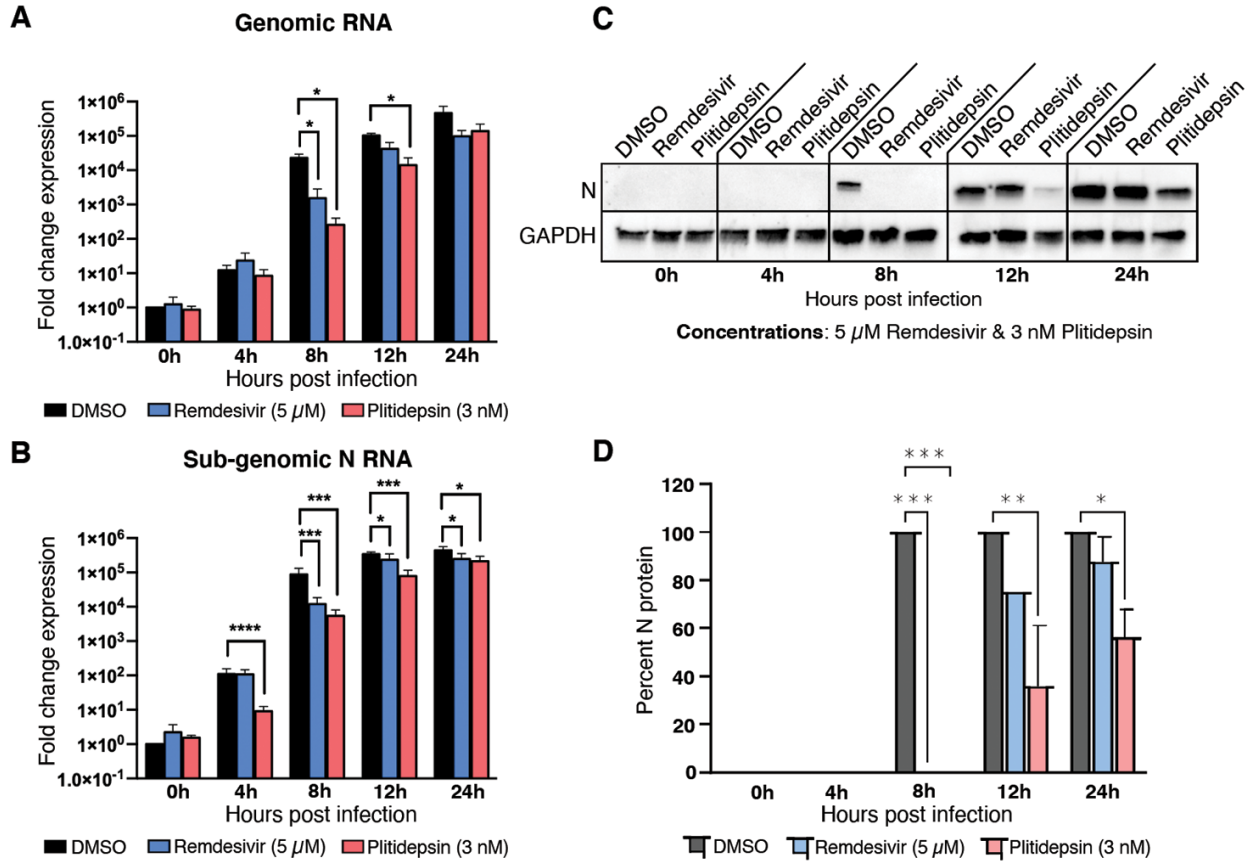 A
Genomic RNA
Fold change expression
1×10⁶
1×10⁵
1×10⁴
1×10³
1×10²
1×10¹
1×10⁰
1.0×10⁻¹
*
*
*
0h 4h 8h 12h 24h
Hours post infection
DMSO Remdesivir (5 µM) Plitidepsin (3 nM)
B
Sub-genomic N RNA
Fold change expression
1×10⁶
1×10⁵
1×10⁴
1×10³
1×10²
1×10¹
1×10⁰
1.0×10⁻¹
****
***
***
***
*
*
*
0h 4h 8h 12h 24h
Hours post infection
DMSO Remdesivir (5 µM) Plitidepsin (3 nM)
C
DMSO Remdesivir Plitidepsin DMSO Remdesivir Plitidepsin DMSO Remdesivir Plitidepsin DMSO Remdesivir Plitidepsin DMSO Remdesivir Plitidepsin
N
GAPDH
0h 4h 8h 12h 24h
Hours post infection
Concentrations: 5 µM Remdesivir & 3 nM Plitidepsin
D
Percent N protein
120
100
80
60
40
20
0
***
***
**
*
0h 4h 8h 12h 24h
Hours post infection
DMSO Remdesivir (5 µM) Plitidepsin (3 nM)